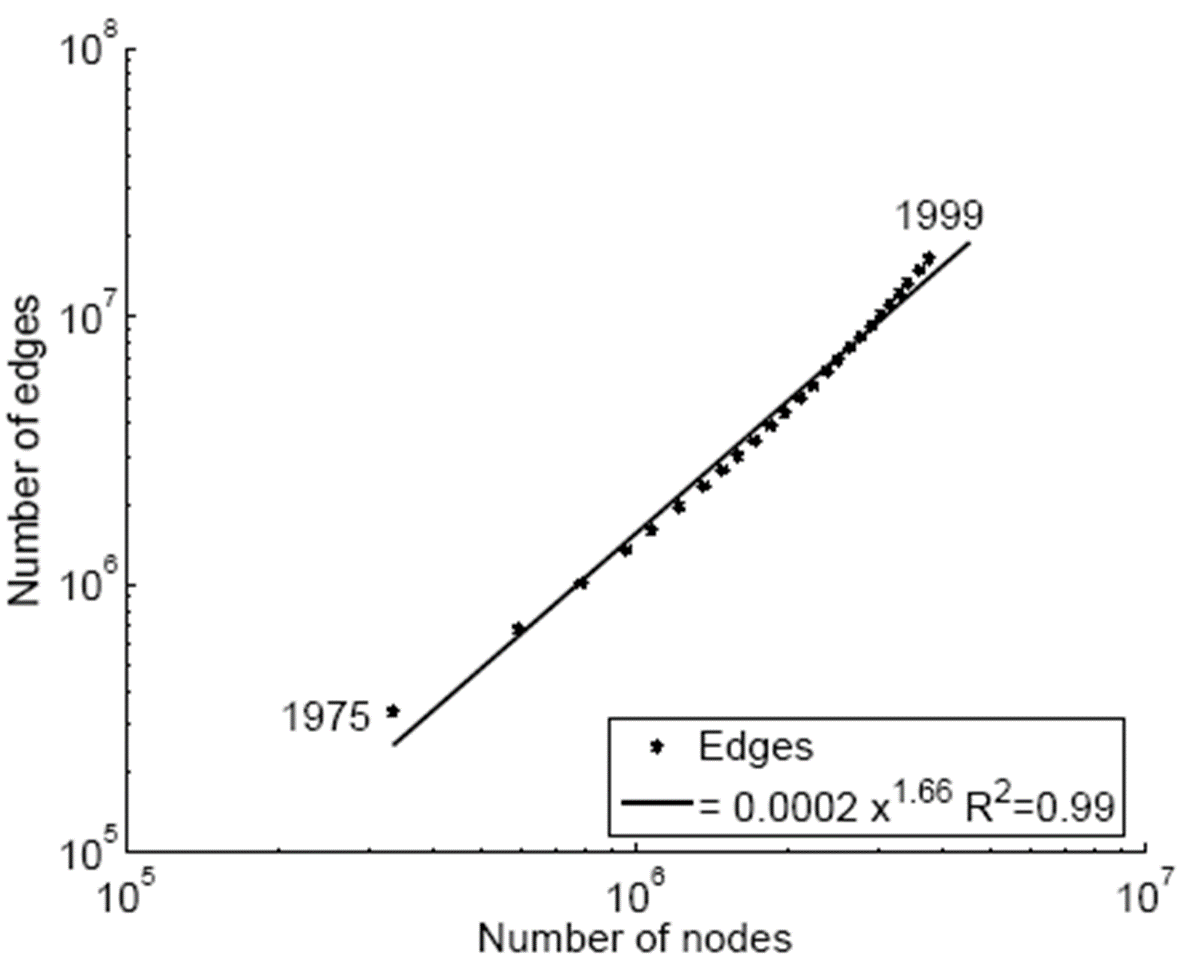 10^8
1999
10^7
Number of edges
10^6
1975
Edges
= 0.0002 x^1.66 R^2=0.99
10^5
10^5 10^6 10^7
Number of nodes